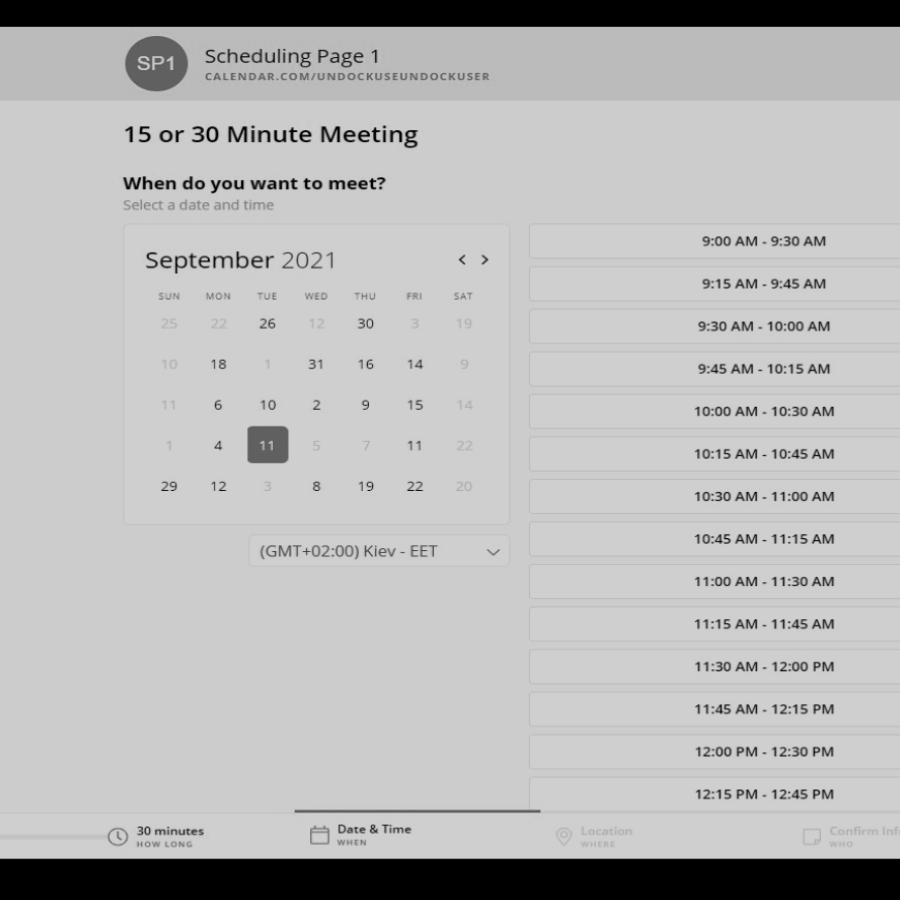 SP1
Scheduling Page 1
CALENDAR.COM/UNDOCKUSEUNDOCKUSER
15 or 30 Minute Meeting
When do you want to meet?
Select a date and time
September 2021
SUN MON TUE WED THU FRI SAT
25 22 26 12 30 3 19
10 18 1 31 16 14 9
11 6 10 2 9 15 14
1 4 11 5 7 11 22
29 12 3 8 19 22 20
(GMT+02:00) Kiev - EET
9:00 AM - 9:30 AM
9:15 AM - 9:45 AM
9:30 AM - 10:00 AM
9:45 AM - 10:15 AM
10:00 AM - 10:30 AM
10:15 AM - 10:45 AM
10:30 AM - 11:00 AM
10:45 AM - 11:15 AM
11:00 AM - 11:30 AM
11:15 AM - 11:45 AM
11:30 AM - 12:00 PM
11:45 AM - 12:15 PM
12:00 PM - 12:30 PM
12:15 PM - 12:45 PM
30 minutes
HOW LONG
Date & Time
WHEN
Location
WHERE
Confirm Inf
WHO